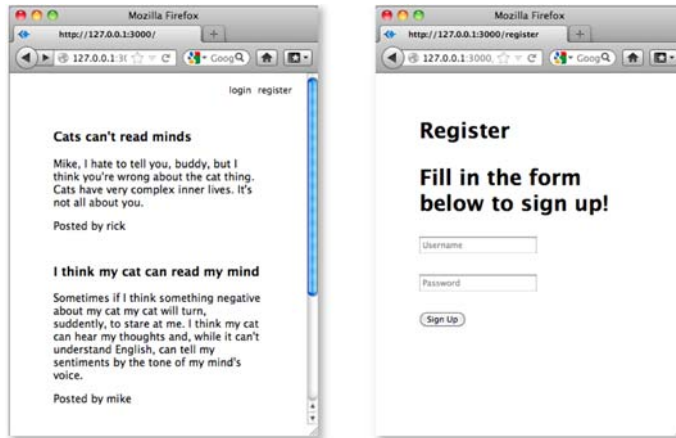 Mozilla Firefox
http://127.0.0.1:3000/
127.0.0.1:3(
Goog
login register
Cats can't read minds
Mike, I hate to tell you, buddy, but I
think you're wrong about the cat thing.
Cats have very complex inner lives. It's
not all about you.
Posted by rick
I think my cat can read my mind
Sometimes if I think something negative
about my cat my cat will turn,
suddently, to stare at me. I think my cat
can hear my thoughts and, while it can't
understand English, can tell my
sentiments by the tone of my mind's
voice.
Posted by mike
Mozilla Firefox
http://127.0.0.1:3000/register
127.0.0.1:3000,
Goog
Register
Fill in the form
below to sign up!
Username
Password
Sign Up